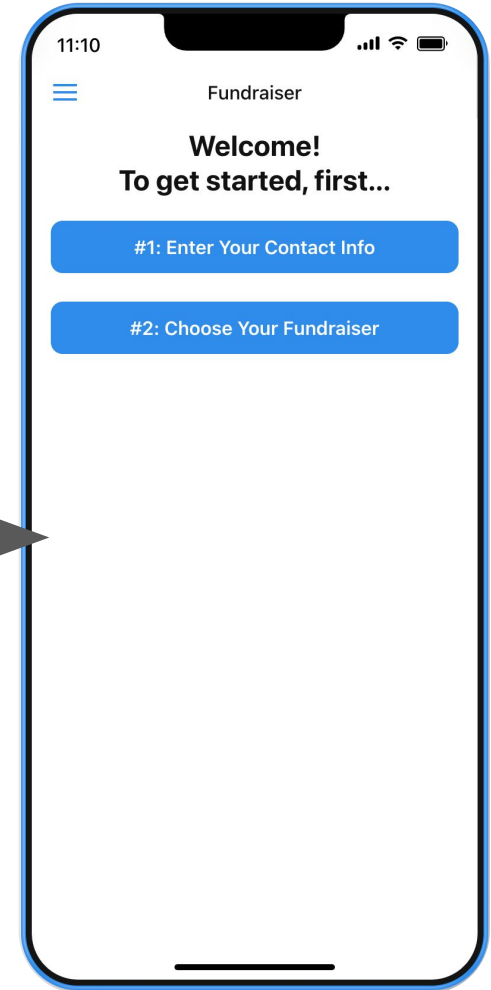 11:10
Fundraiser
Welcome!
To get started, first...
#1: Enter Your Contact Info
#2: Choose Your Fundraiser